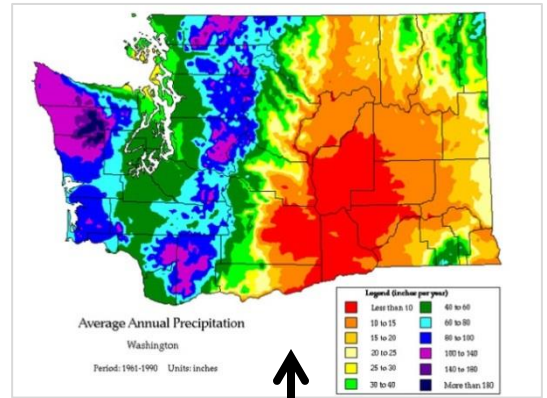 Average Annual Precipitation
Washington
Period: 1961-1990 Units: inches
Legend (inches per year)
Less than 10
10 to 15
15 to 20
20 to 25
25 to 30
30 to 40
40 to 60
60 to 80
80 to 100
100 to 140
140 to 180
More than 180